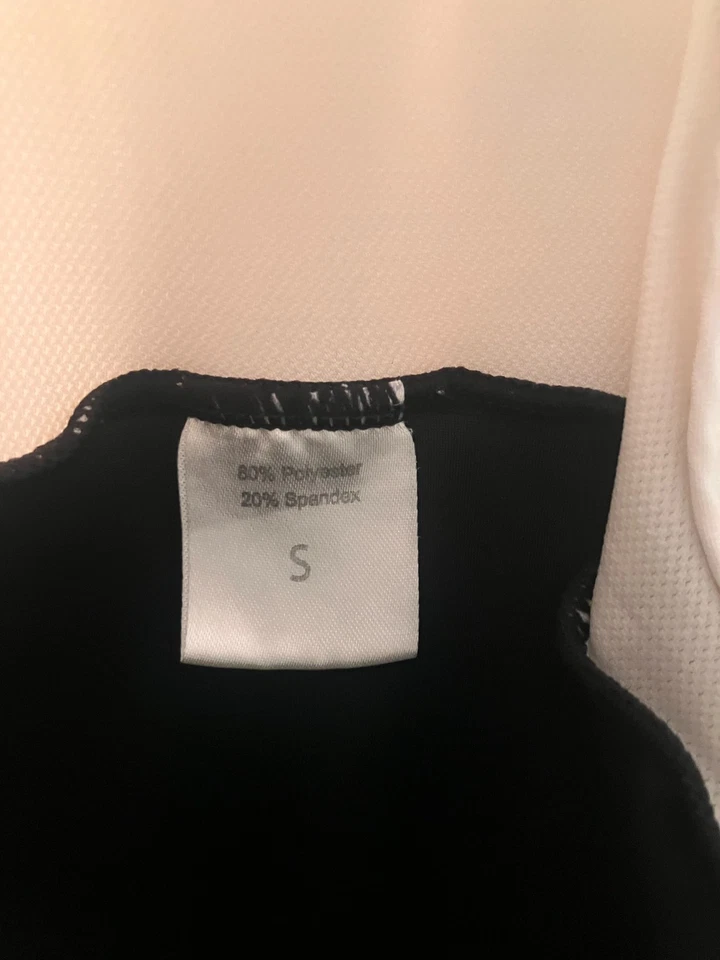 80% Polyester
20% Spandex
S